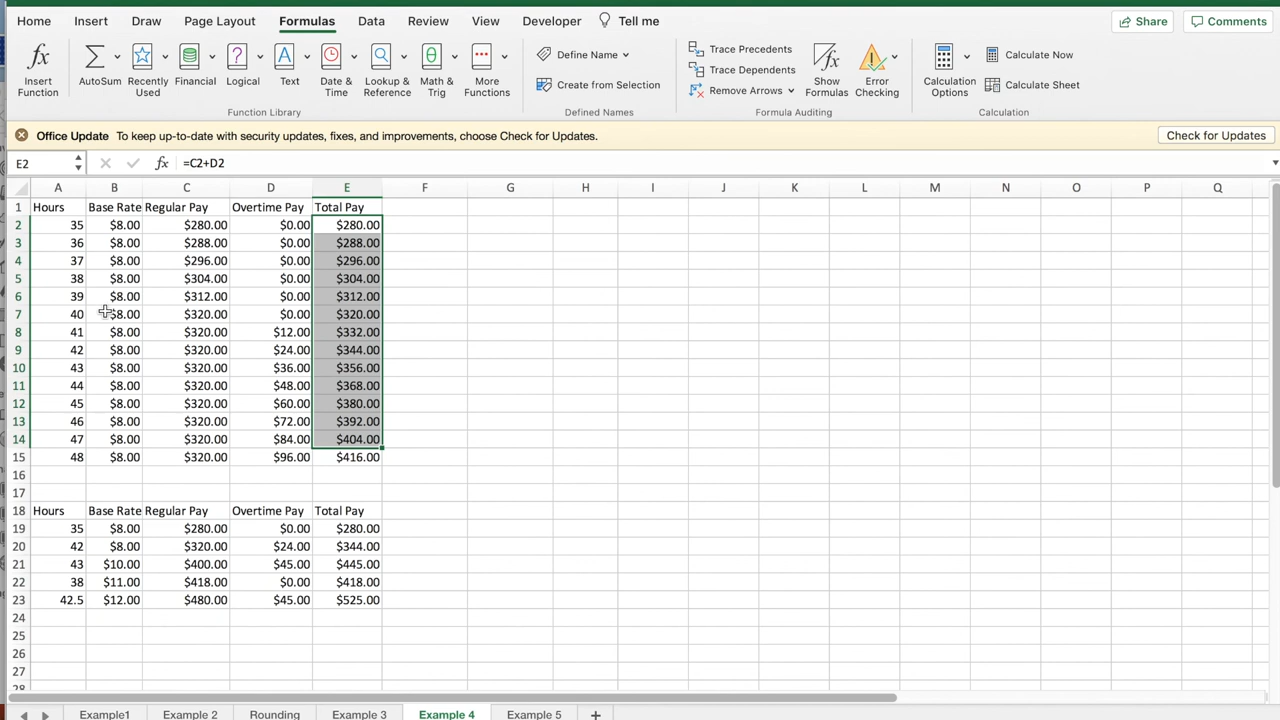 Home Insert Draw Page Layout Formulas Data Review View Developer Tell me Share Comments
Insert Function AutoSum Recently Used Financial Logical Text Date & Time Lookup & Reference Math & Trig More Functions Define Name Create from Selection Trace Precedents Trace Dependents Remove Arrows Show Formulas Error Checking Calculation Options Calculate Now Calculate Sheet
Function Library Defined Names Formula Auditing Calculation
Office Update To keep up-to-date with security updates, fixes, and improvements, choose Check for Updates. Check for Updates
E2 fx =C2+D2
A B C D E F G H I J K L M N O P Q
1 Hours Base Rate Regular Pay Overtime Pay Total Pay
2 35 $8.00 $280.00 $0.00 $280.00
3 36 $8.00 $288.00 $0.00 $288.00
4 37 $8.00 $296.00 $0.00 $296.00
5 38 $8.00 $304.00 $0.00 $304.00
6 39 $8.00 $312.00 $0.00 $312.00
7 40 $8.00 $320.00 $0.00 $320.00
8 41 $8.00 $320.00 $12.00 $332.00
9 42 $8.00 $320.00 $24.00 $344.00
10 43 $8.00 $320.00 $36.00 $356.00
11 44 $8.00 $320.00 $48.00 $368.00
12 45 $8.00 $320.00 $60.00 $380.00
13 46 $8.00 $320.00 $72.00 $392.00
14 47 $8.00 $320.00 $84.00 $404.00
15 48 $8.00 $320.00 $96.00 $416.00
16
17
18 Hours Base Rate Regular Pay Overtime Pay Total Pay
19 35 $8.00 $280.00 $0.00 $280.00
20 42 $8.00 $320.00 $24.00 $344.00
21 43 $10.00 $400.00 $45.00 $445.00
22 38 $11.00 $418.00 $0.00 $418.00
23 42.5 $12.00 $480.00 $45.00 $525.00
24
25
26
27
28
Example1 Example 2 Rounding Example 3 Example 4 Example 5 +